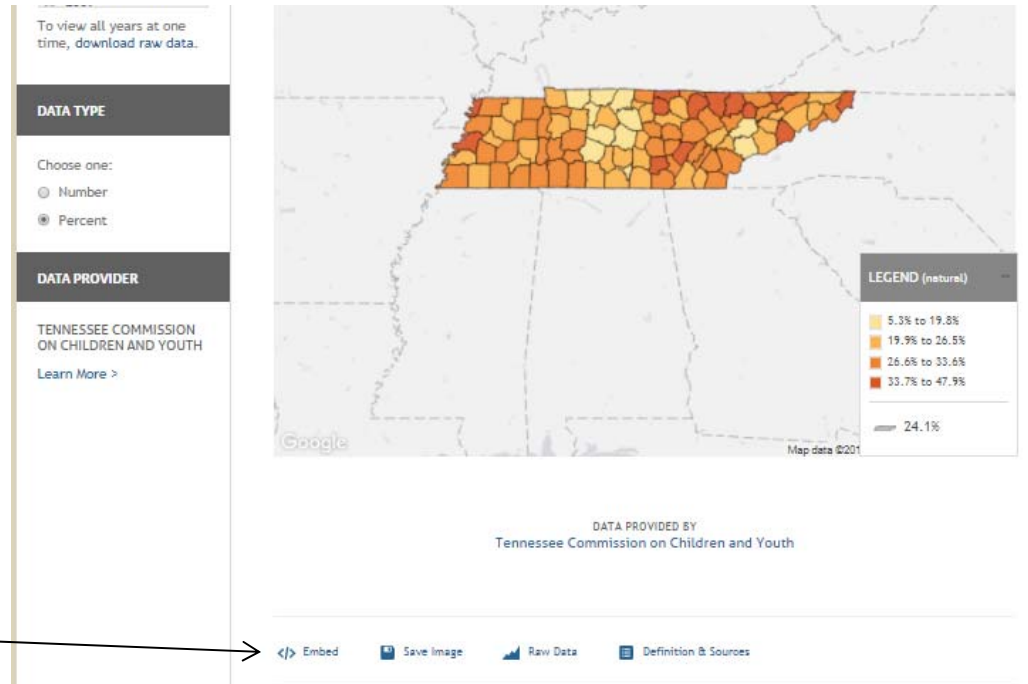 To view all years at one
time, download raw data.
DATA TYPE
Choose one:
Number
Percent
DATA PROVIDER
TENNESSEE COMMISSION
ON CHILDREN AND YOUTH
Learn More >
LEGEND (natural)
5.3% to 19.8%
19.9% to 26.5%
26.6% to 33.6%
33.7% to 47.9%
24.1%
Google
Map data ©201
DATA PROVIDED BY
Tennessee Commission on Children and Youth
</> Embed
Save Image
Raw Data
Definition & Sources